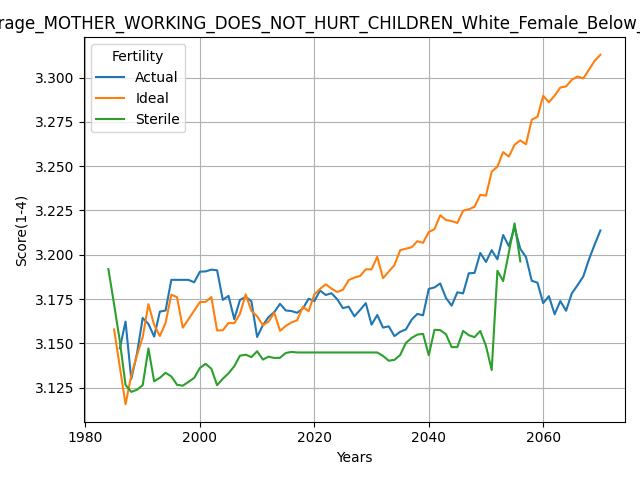 rage_MOTHER_WORKING_DOES_NOT_HURT_CHILDREN_White_Female_Below_
Fertility
Actual
Ideal
Sterile
Score(1-4)
3.300
3.275
3.250
3.225
3.200
3.175
3.150
3.125
1980 2000 2020 2040 2060
Years